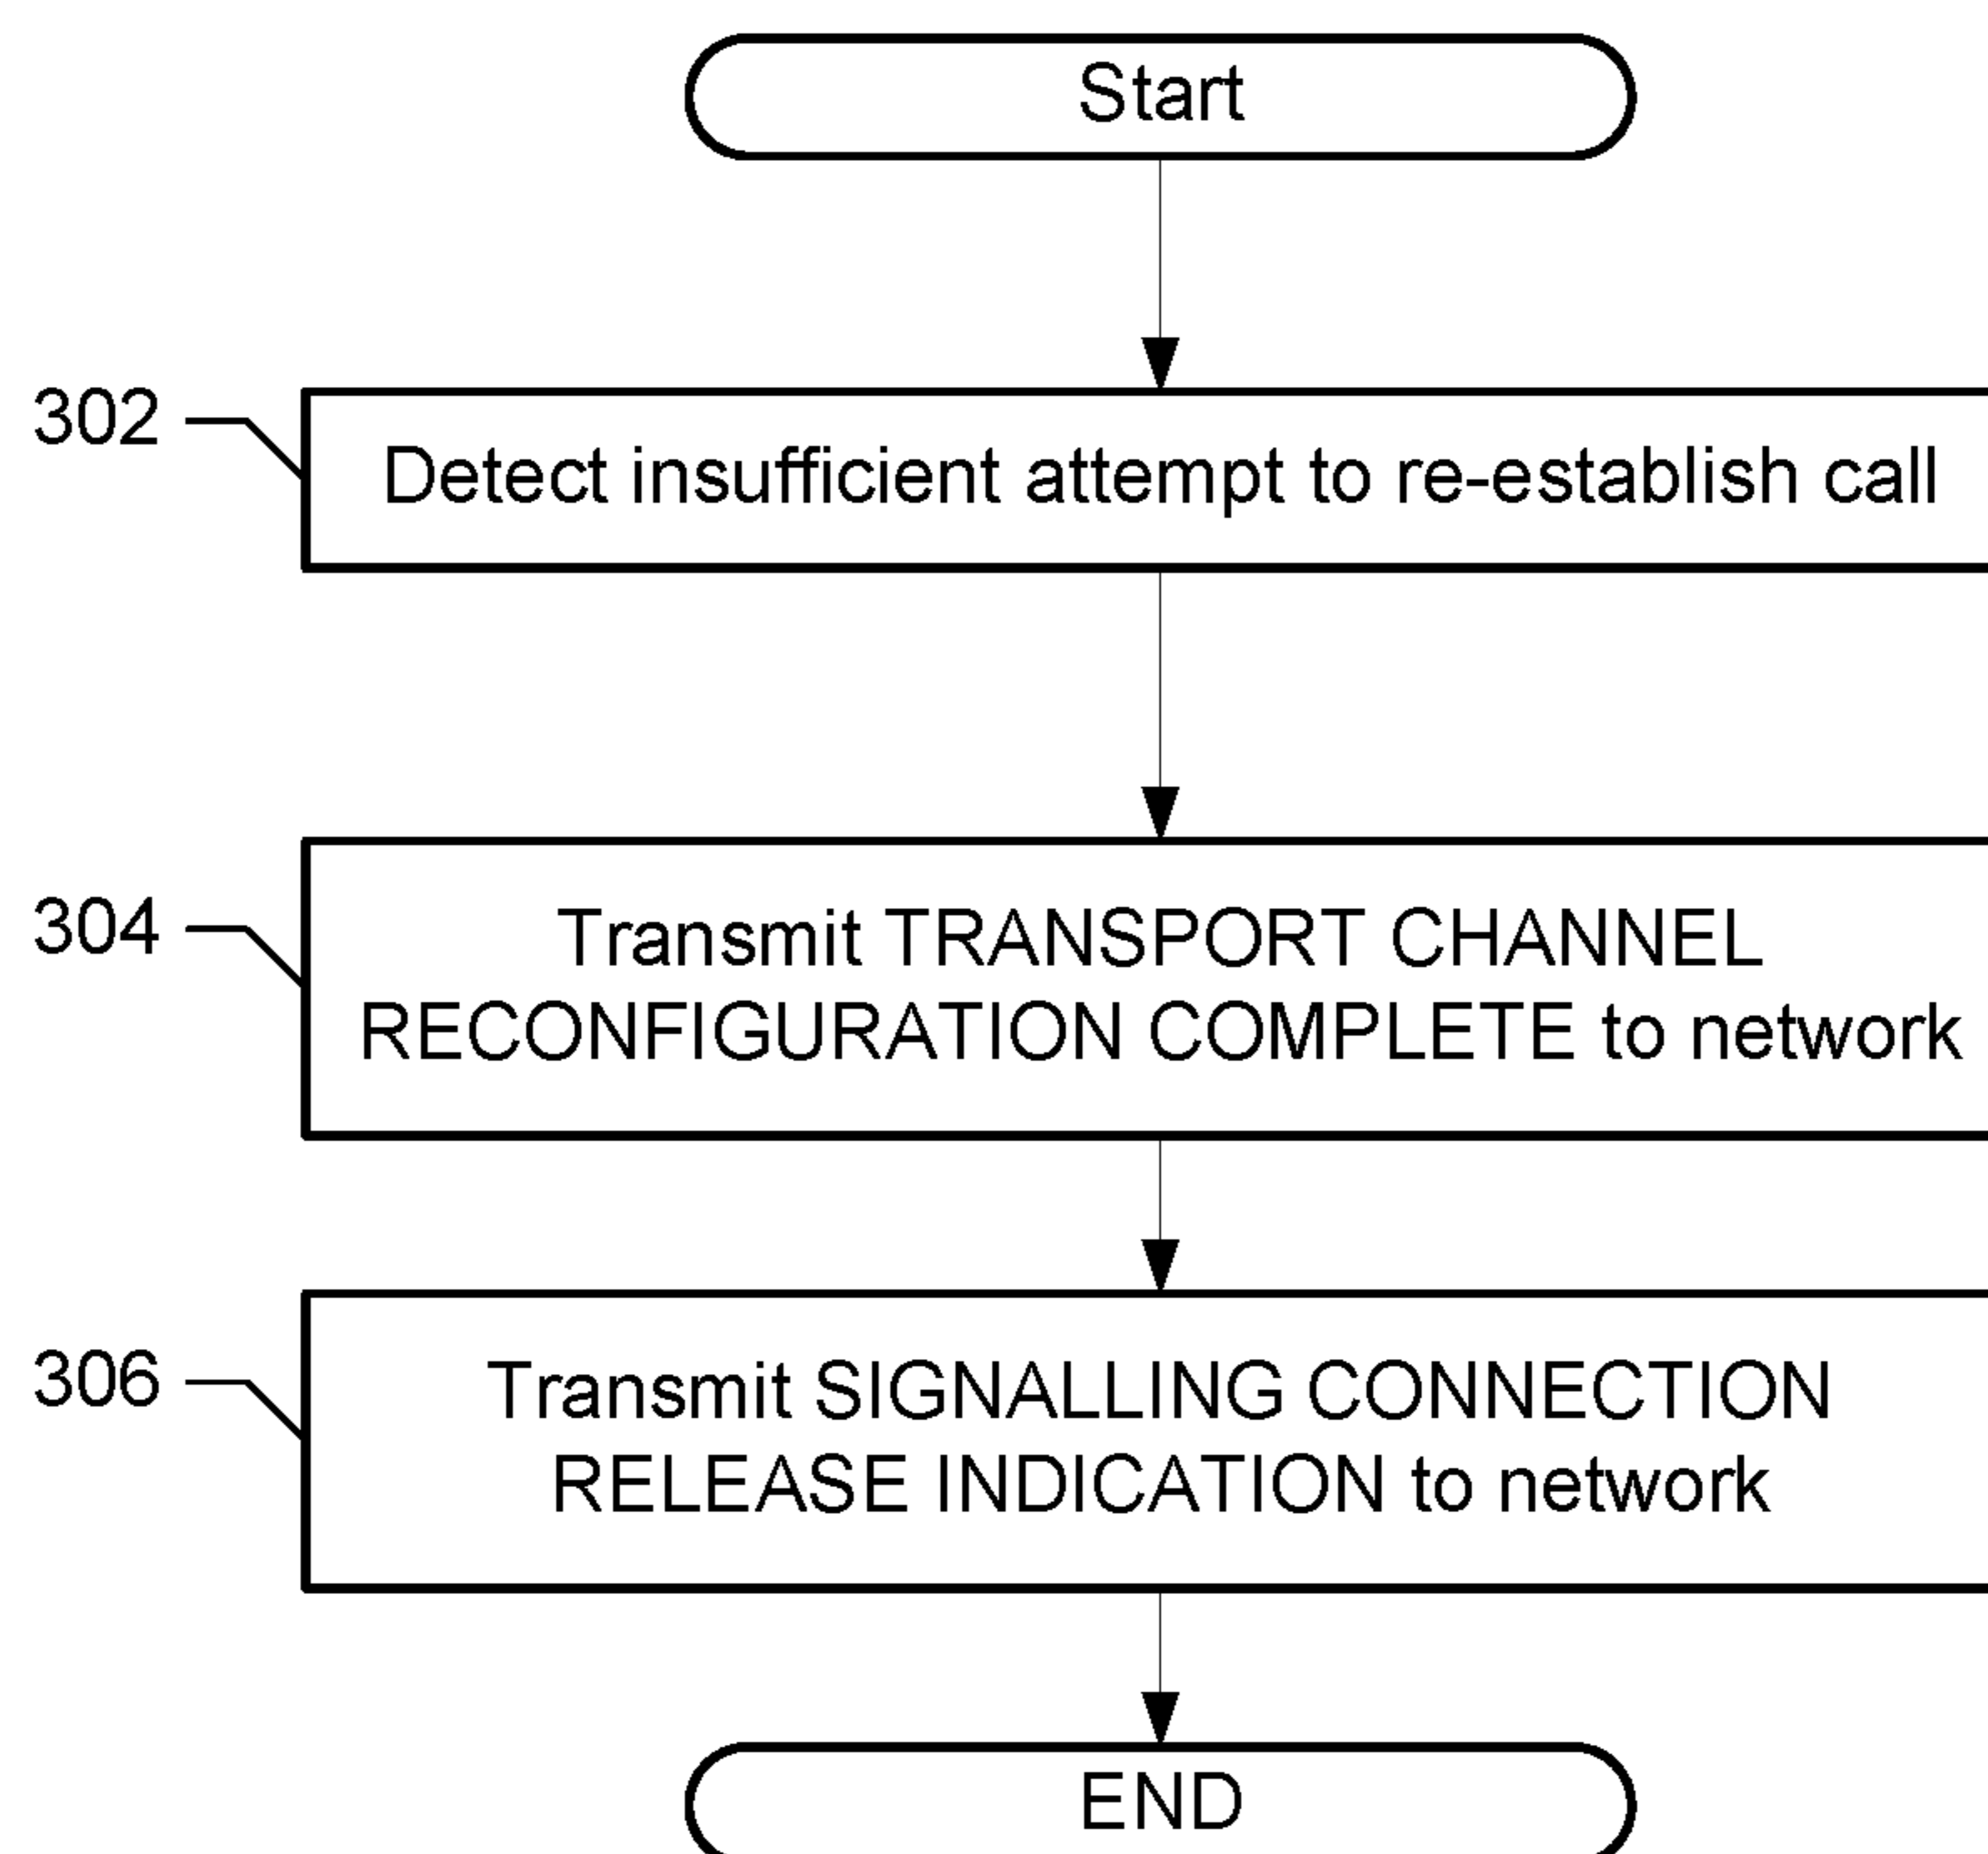 Start
302
Detect insufficient attempt to re-establish call
304
Transmit TRANSPORT CHANNEL
RECONFIGURATION COMPLETE to network
306
Transmit SIGNALLING CONNECTION
RELEASE INDICATION to network
END